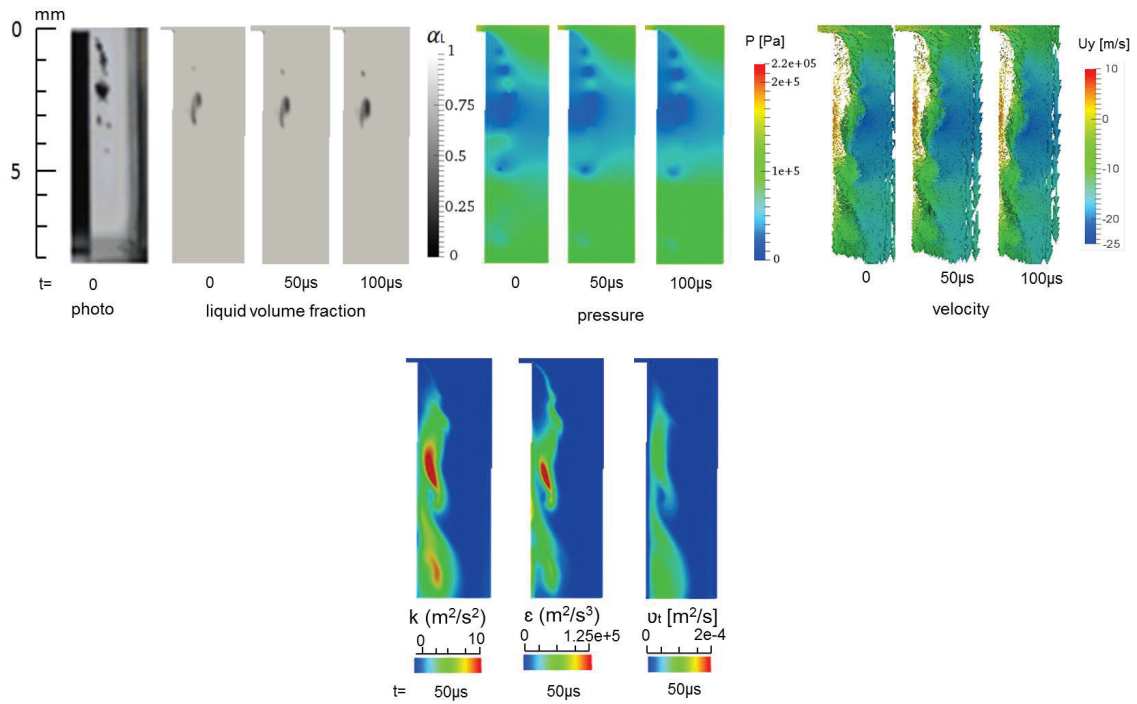 mm
0
5
t=
0
photo
0
50µs
100µs
liquid volume fraction
αL
1
0.75
0.5
0.25
0
0
50µs
100µs
pressure
P [Pa]
2.2e+05
2e+5
1e+5
0
0
50µs
100µs
velocity
Uy [m/s]
10
0
-10
-20
-25
k (m²/s²)
0 10
ε (m²/s³)
0 1.25e+5
υt [m²/s]
0 2e-4
t= 50µs 50µs 50µs